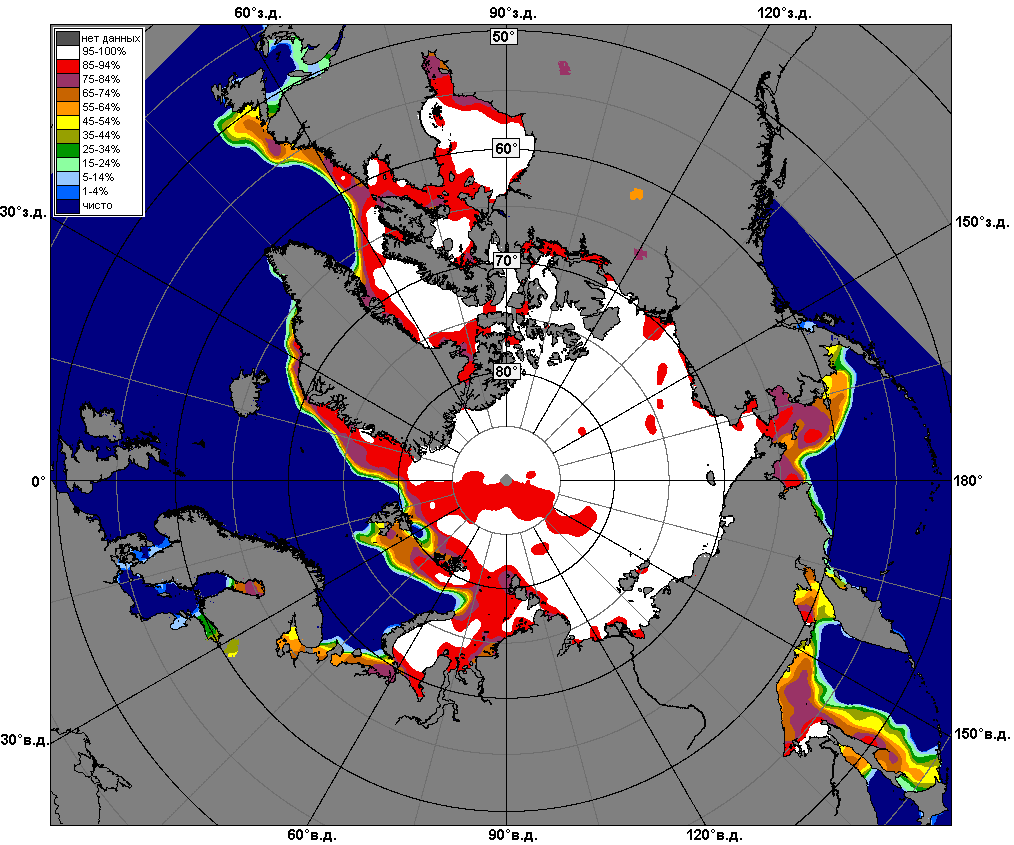 60°з.д.
90°з.д.
120°з.д.
50°
нет данных
95-100%
85-94%
75-84%
65-74%
55-64%
45-54%
35-44%
25-34%
15-24%
5-14%
1-4%
чисто
60°
30°з.д.
150°з.д.
70°
80°
0°
180°
30°в.д.
150°в.д.
60°в.д.
90°в.д.
120°в.д.